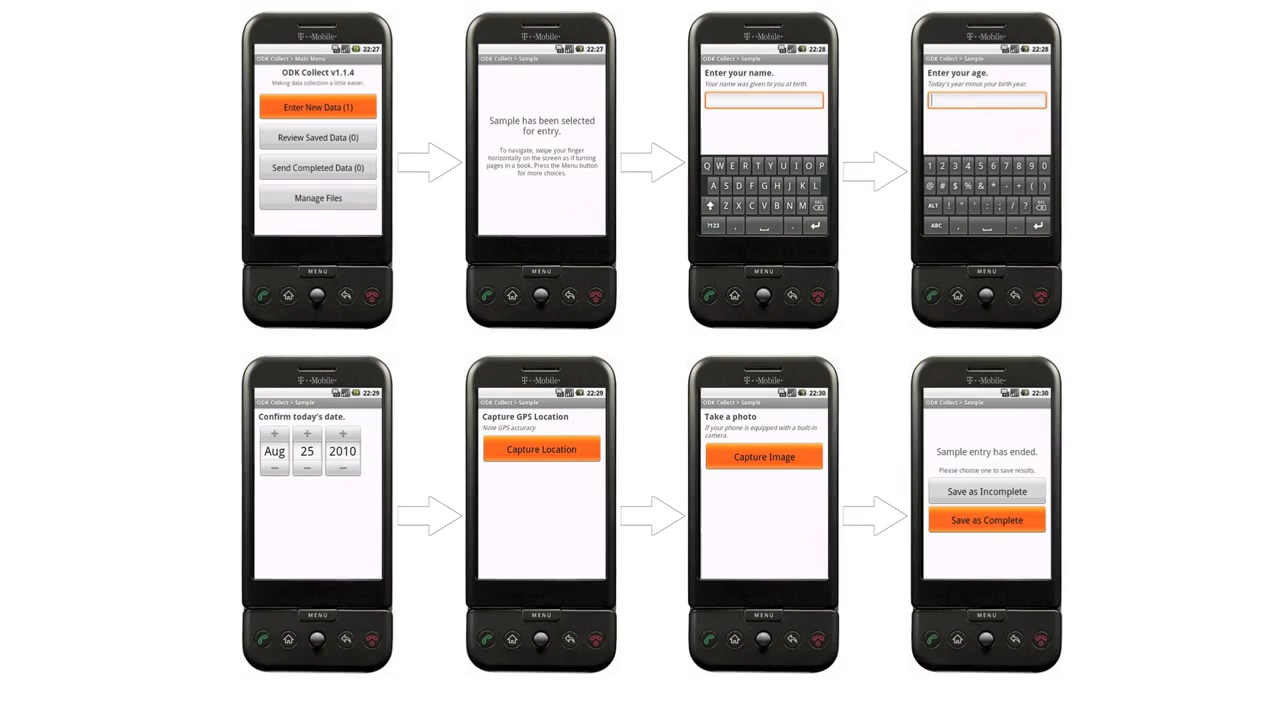 T··Mobile·
22:27
ODK Collect > Main Menu
ODK Collect v1.1.4
Making data collection a little easier.
Enter New Data (1)
Review Saved Data (0)
Send Completed Data (0)
Manage Files
MENU
T··Mobile·
22:27
ODK Collect > Sample
Sample has been selected
for entry.
To navigate, swipe your finger
horizontally on the screen as if turning
pages in a book. Press the Menu button
for more choices.
MENU
T··Mobile·
22:28
ODK Collect > Sample
Enter your name.
Your name was given to you at birth.
Q W E R T Y U I O P
A S D F G H J K L
Z X C V B N M DEL
?123 , .
MENU
T··Mobile·
22:28
ODK Collect > Sample
Enter your age.
Today's year minus your birth year.
1 2 3 4 5 6 7 8 9 0
@ # $ % & * - + ( )
ALT ! " ' : ; / ? DEL
ABC , .
MENU
T··Mobile·
22:29
ODK Collect > Sample
Confirm today's date.
+ + +
Aug 25 2010
− − −
MENU
T··Mobile·
22:29
ODK Collect > Sample
Capture GPS Location
Note GPS accuracy
Capture Location
MENU
T··Mobile·
22:30
ODK Collect > Sample
Take a photo
If your phone is equipped with a built-in
camera.
Capture Image
MENU
T··Mobile·
22:30
ODK Collect > Sample
Sample entry has ended.
Please choose one to save results.
Save as Incomplete
Save as Complete
MENU